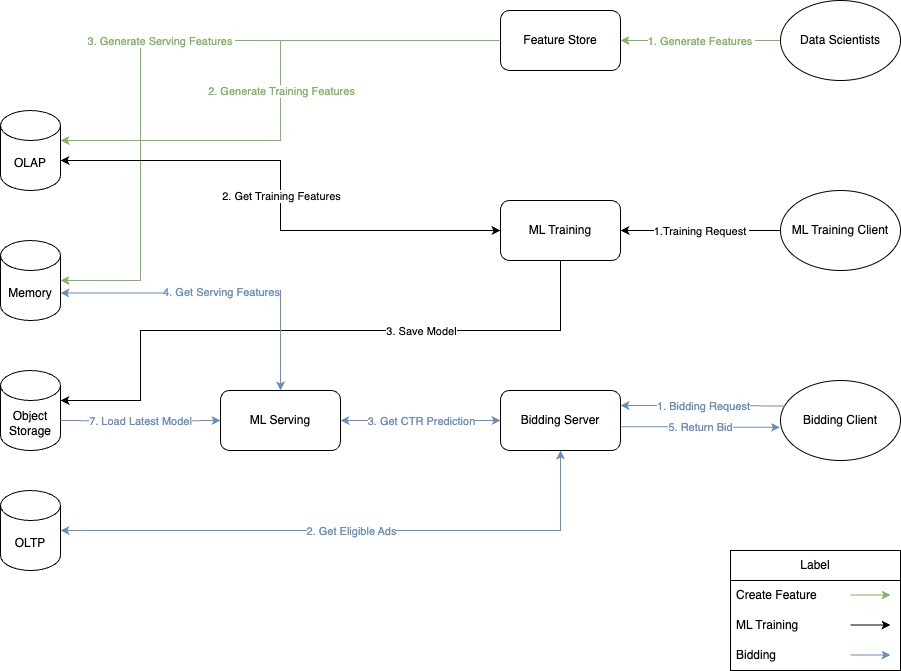 3. Generate Serving Features
Feature Store
1. Generate Features
Data Scientists
2. Generate Training Features
OLAP
2. Get Training Features
ML Training
1.Training Request
ML Training Client
Memory
4. Get Serving Features
3. Save Model
Object
Storage
7. Load Latest Model
ML Serving
3. Get CTR Prediction
Bidding Server
1. Bidding Request
5. Return Bid
Bidding Client
OLTP
2. Get Eligible Ads
Label
Create Feature
ML Training
Bidding